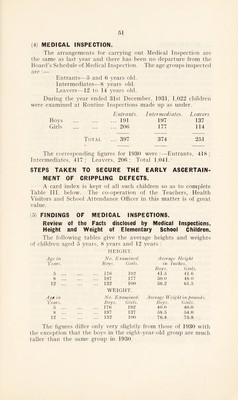 51
(4) MEDICAL INSPECTION.
The arrangements for carrying out Medical Inspection are
the same as last year and there has been no departure from the
Board's Schedule of Medical Inspection. The age groups inspected
are :—
Entrants—5 and 6 years old.
Intermediates—8 years old.
Leavers—12 to 14 years old.
During the year ended 31st December, 1931, 1,022 children
were examined at Routine Inspections made up as under.
Entrants. Intermediates. Leavers
Boys ... ... 191 197 137
Girls ... ... 206 177 114
TOTAL ... 397 374 251
The corresponding figures for 1930 were :—Entrants, 418 ;
Intermediates, 417 ; Leavers, 206 ; Total 1,041.
STEPS TAKEN TO SECURE THE EARLY ASCERTAIN-
MENT OF CRIPPLING DEFECTS.
A card index is kept of all such children so as to complete
Table III. below. The co-operation of the Teachers, Health
Visitors and School Attendance Officer in this matter is of great
value.
(5) FINDINGS OF MEDICAL INSPECTIONS.
Review of the Facts disclosed by Medical Inspections.
Height and Weight of Elementary School Children.
The following tables give the average heights and weights
of children aged 5 years, 8 years and 12 years :
HEIGHT.
Age in No. Examined Average Height
Years. Boys. Girls. in Inches.
Boys. Girls.
5 ... ... ... 176 192 41.5 41.6
8 ... ... ... 197 177 50.0 48.0
12 ... ... ... 132 100 56.2 61.5
WEIGHT.
Age in No. Examined Average Weight in pounds.
Years. Boys. Girls. Boys. Girls.
5 ... ... ... 176 192 40.0 40.0
8 ... ... ... 197 137 58.5 54.0
12 ... ... ... 132 100 76.4 75.8
The figures differ only very slightly from those of 1930 with
the exception that the boys in the eight-year-old group are much
taller than the same group in 1930.